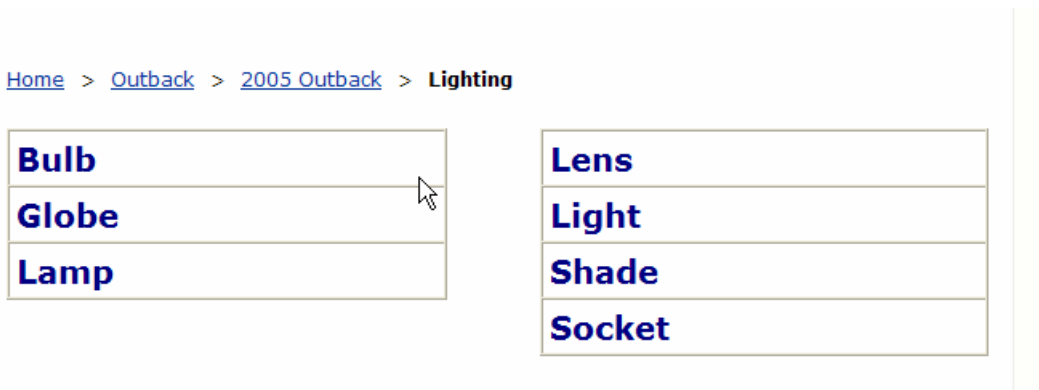 Home > Outback > 2005 Outback > Lighting
Bulb
Globe
Lamp
Lens
Light
Shade
Socket